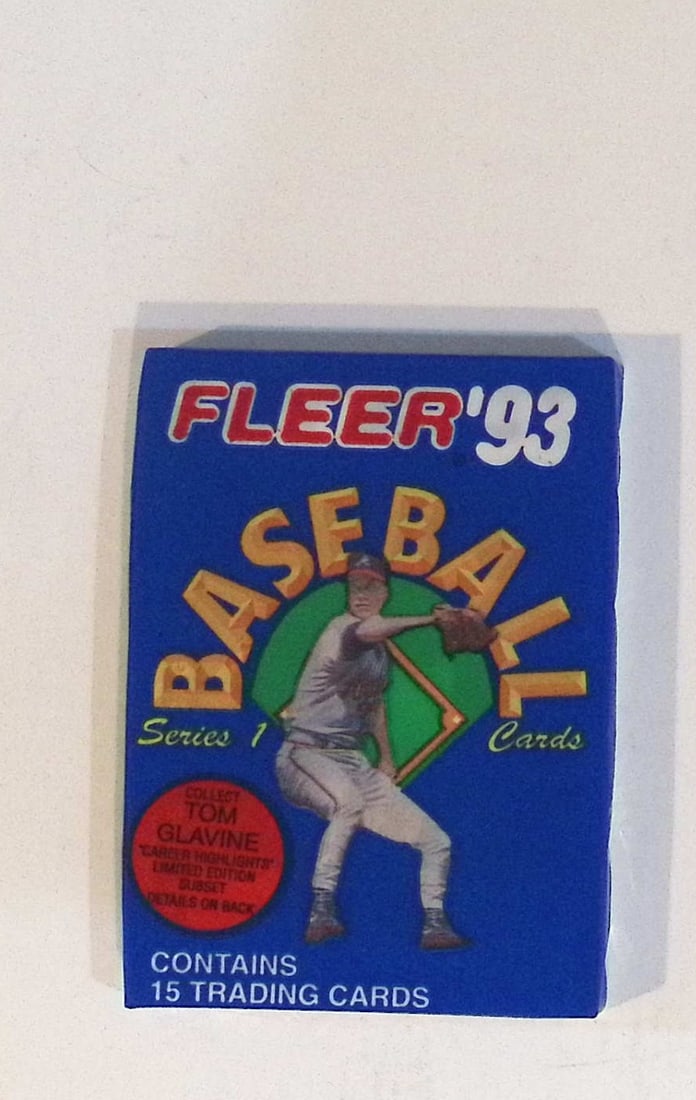 FLEER '93
BASEBALL
Series 1 Cards
COLLECT
TOM
GLAVINE
"CAREER HIGHLIGHTS"
LIMITED EDITION
SUBSET
DETAILS ON BACK
CONTAINS
15 TRADING CARDS